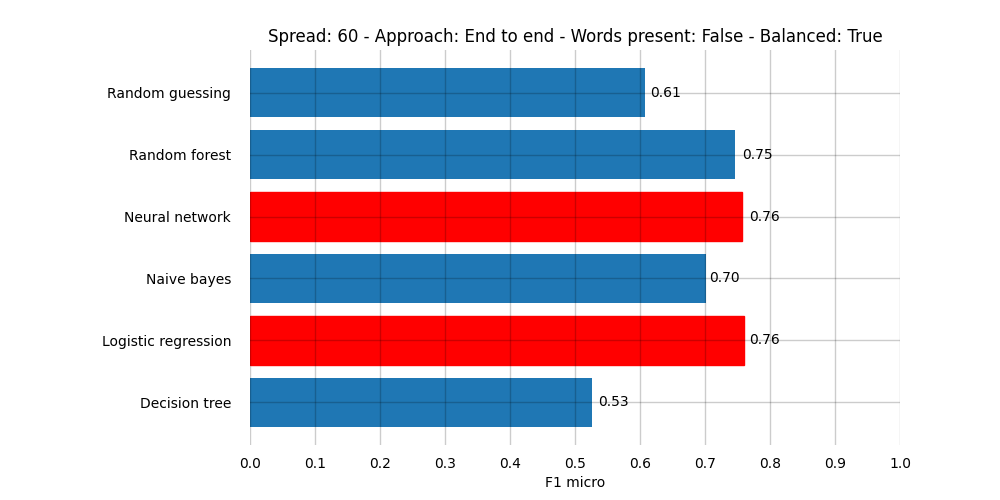 Spread: 60 - Approach: End to end - Words present: False - Balanced: True
Random guessing 0.61
Random forest 0.75
Neural network 0.76
Naive bayes 0.70
Logistic regression 0.76
Decision tree 0.53
0.0 0.1 0.2 0.3 0.4 0.5 0.6 0.7 0.8 0.9 1.0
F1 micro